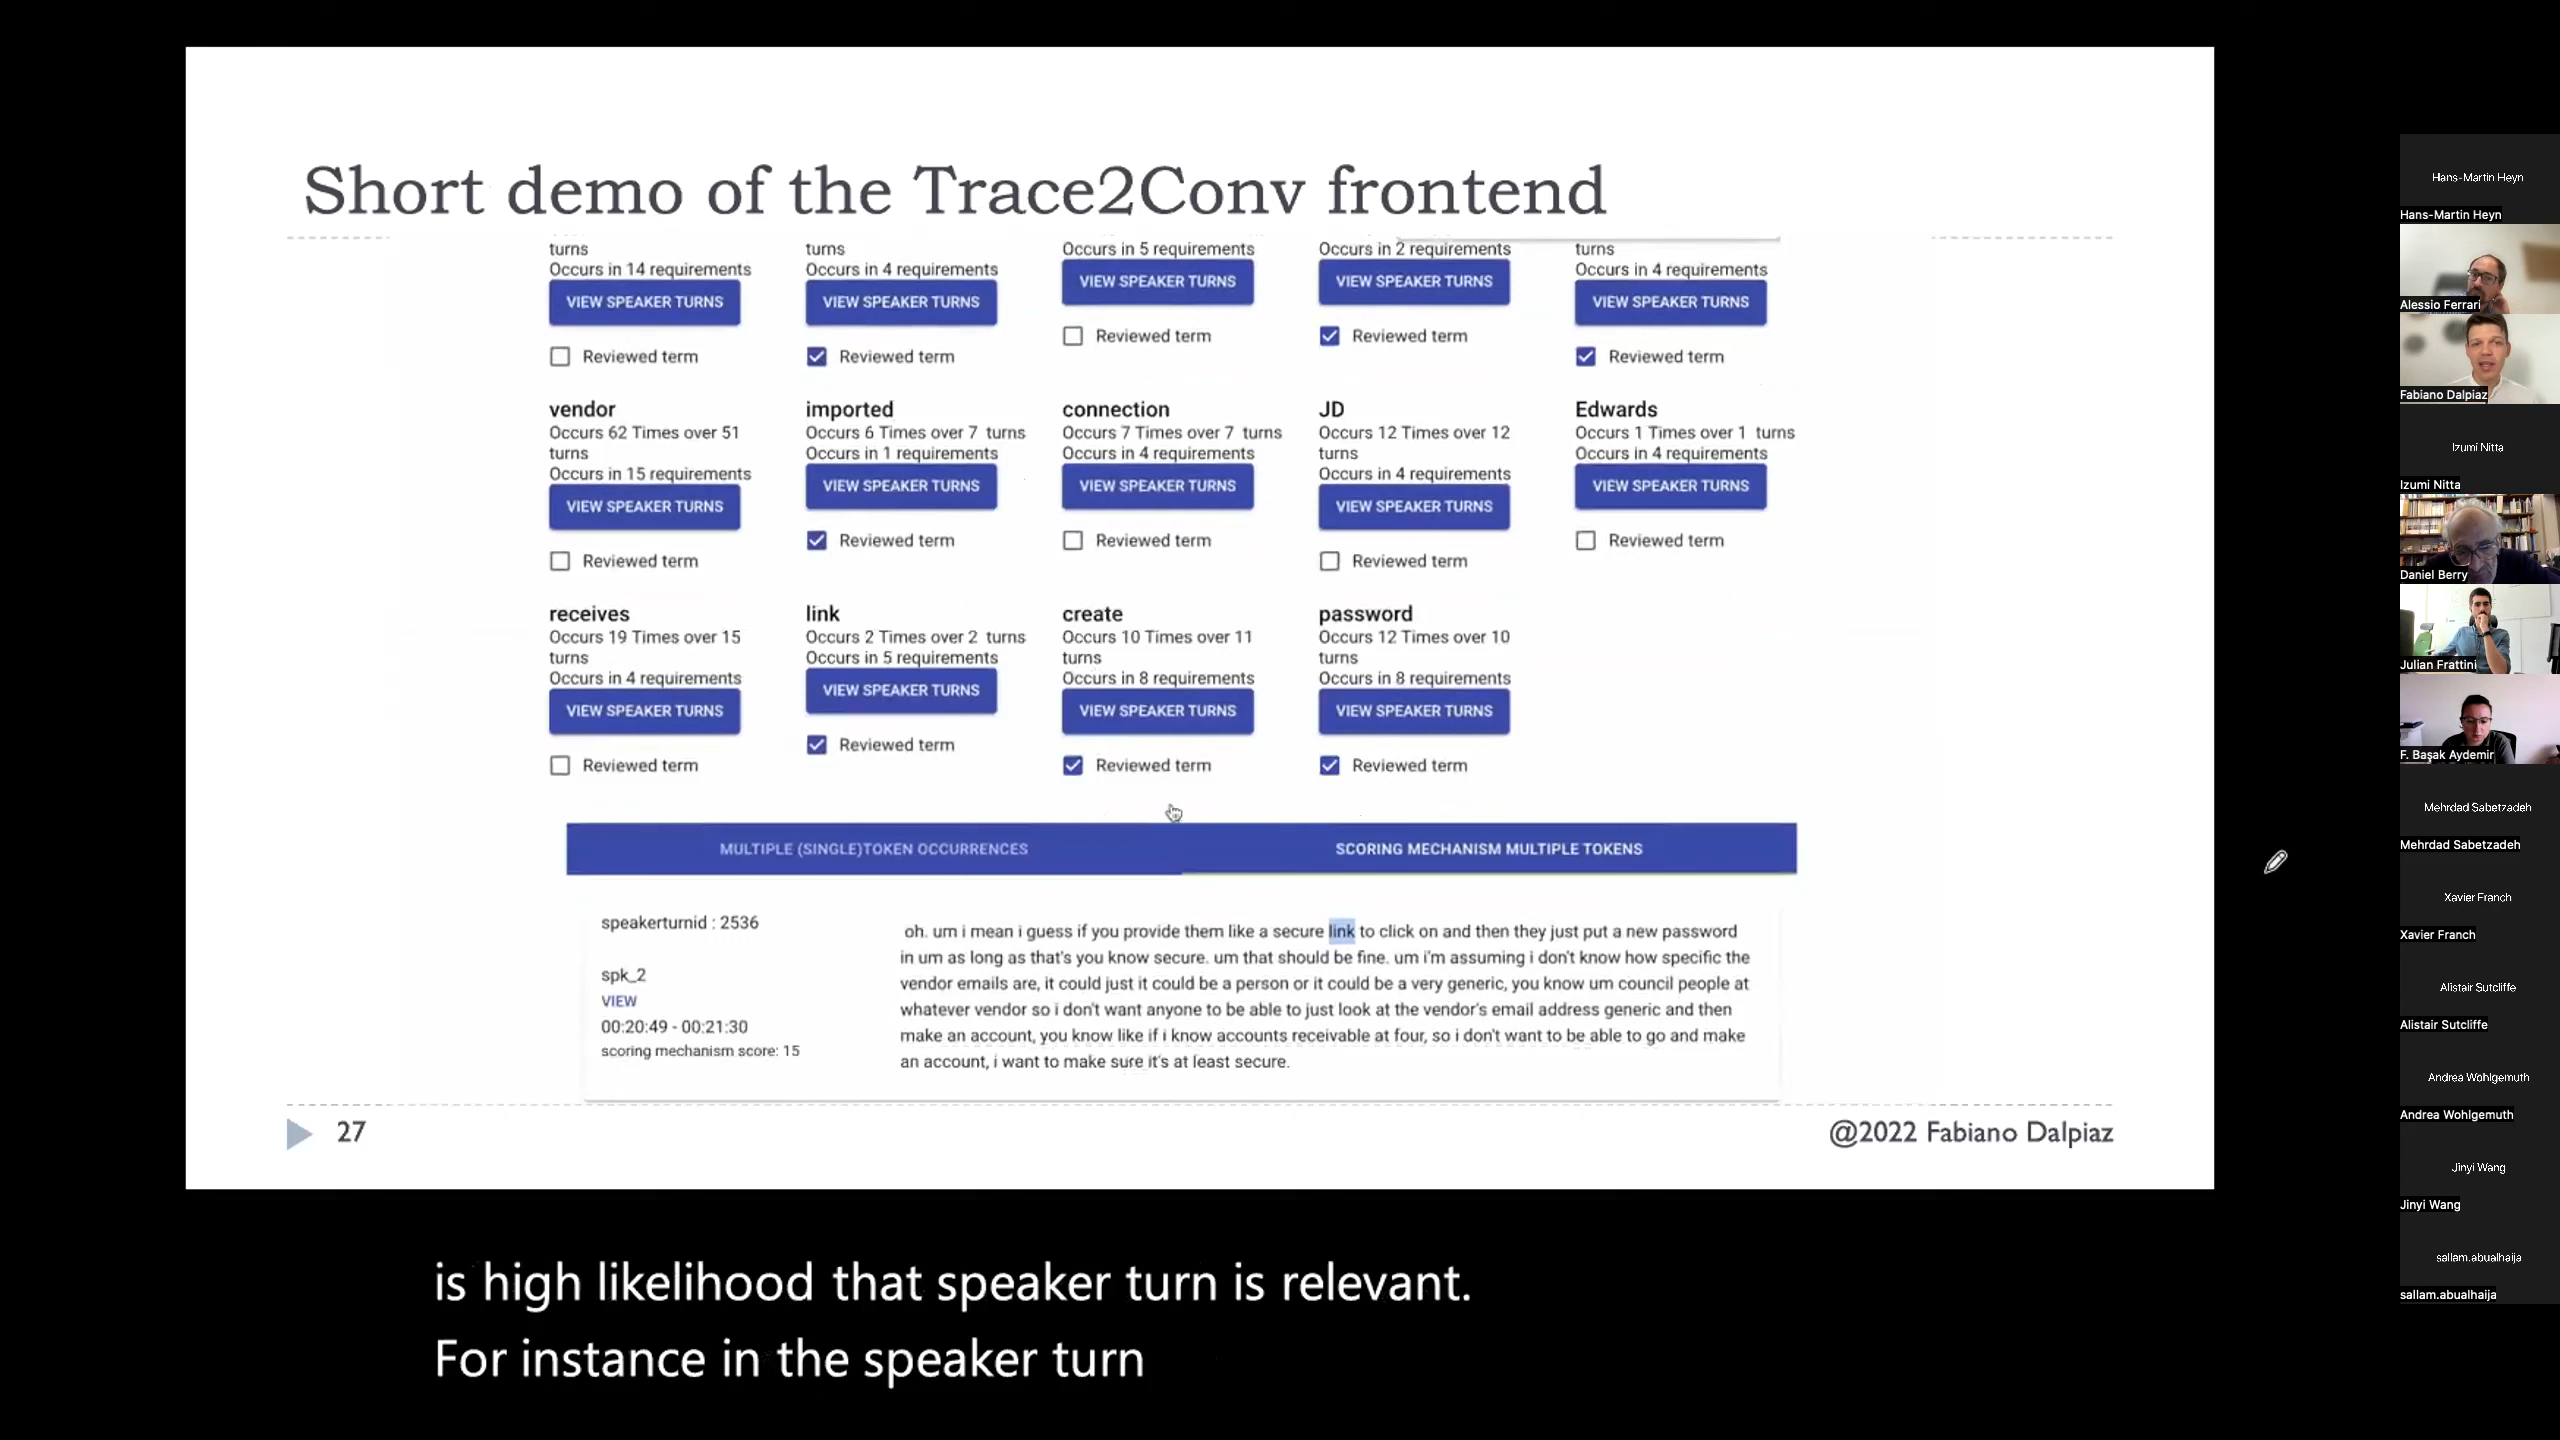 Short demo of the Trace2Conv frontend
turns
Occurs in 14 requirements
VIEW SPEAKER TURNS
Reviewed term
turns
Occurs in 4 requirements
VIEW SPEAKER TURNS
Reviewed term
Occurs in 5 requirements
VIEW SPEAKER TURNS
Reviewed term
Occurs in 2 requirements
VIEW SPEAKER TURNS
Reviewed term
turns
Occurs in 4 requirements
VIEW SPEAKER TURNS
Reviewed term
vendor
Occurs 62 Times over 51
turns
Occurs in 15 requirements
VIEW SPEAKER TURNS
Reviewed term
imported
Occurs 6 Times over 7 turns
Occurs in 1 requirements
VIEW SPEAKER TURNS
Reviewed term
connection
Occurs 7 Times over 7 turns
Occurs in 4 requirements
VIEW SPEAKER TURNS
Reviewed term
JD
Occurs 12 Times over 12
turns
Occurs in 4 requirements
VIEW SPEAKER TURNS
Reviewed term
Edwards
Occurs 1 Times over 1 turns
Occurs in 4 requirements
VIEW SPEAKER TURNS
Reviewed term
receives
Occurs 19 Times over 15
turns
Occurs in 4 requirements
VIEW SPEAKER TURNS
Reviewed term
link
Occurs 2 Times over 2 turns
Occurs in 5 requirements
VIEW SPEAKER TURNS
Reviewed term
create
Occurs 10 Times over 11
turns
Occurs in 8 requirements
VIEW SPEAKER TURNS
Reviewed term
password
Occurs 12 Times over 10
turns
Occurs in 8 requirements
VIEW SPEAKER TURNS
Reviewed term
MULTIPLE (SINGLE)TOKEN OCCURRENCES
SCORING MECHANISM MULTIPLE TOKENS
speakerturnid : 2536
spk_2
VIEW
00:20:49 - 00:21:30
scoring mechanism score: 15
oh. um i mean i guess if you provide them like a secure link to click on and then they just put a new password
in um as long as that's you know secure. um that should be fine. um i'm assuming i don't know how specific the
vendor emails are, it could just it could be a person or it could be a very generic, you know um council people at
whatever vendor so i don't want anyone to be able to just look at the vendor's email address generic and then
make an account, you know like if i know accounts receivable at four, so i don't want to be able to go and make
an account, i want to make sure it's at least secure.
27
@2022 Fabiano Dalpiaz
is high likelihood that speaker turn is relevant.
For instance in the speaker turn
Hans-Martin Heyn
Hans-Martin Heyn
Alessio Ferrari
Fabiano Dalpiaz
Izumi Nitta
Izumi Nitta
Daniel Berry
Julian Frattini
F. Başak Aydemir
Mehrdad Sabetzadeh
Mehrdad Sabetzadeh
Xavier Franch
Xavier Franch
Alistair Sutcliffe
Alistair Sutcliffe
Andrea Wohlgemuth
Andrea Wohlgemuth
Jinyi Wang
Jinyi Wang
sallam.abualhaija
sallam.abualhaija